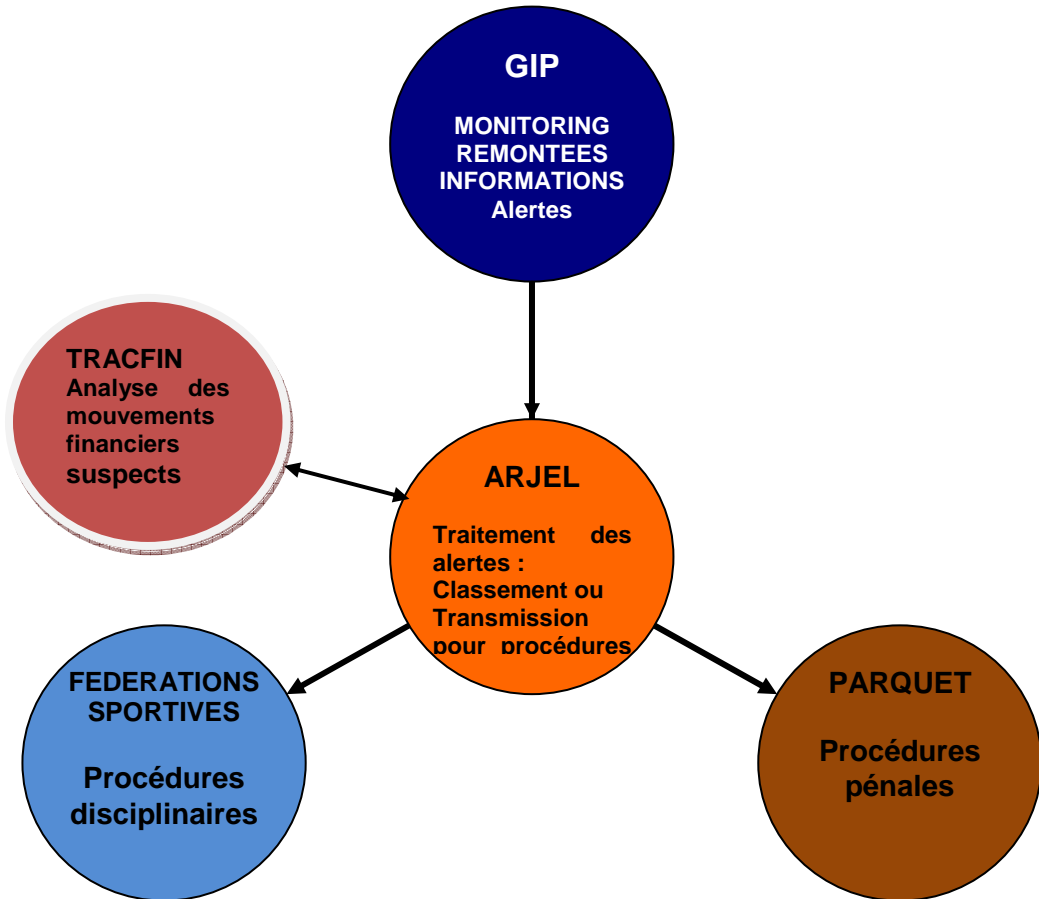 GIP
MONITORING
REMONTEES
INFORMATIONS
Alertes
TRACFIN
Analyse des
mouvements
financiers
suspects
ARJEL
Traitement des
alertes :
Classement ou
Transmission
pour procédures
FEDERATIONS
SPORTIVES
Procédures
disciplinaires
PARQUET
Procédures
pénales